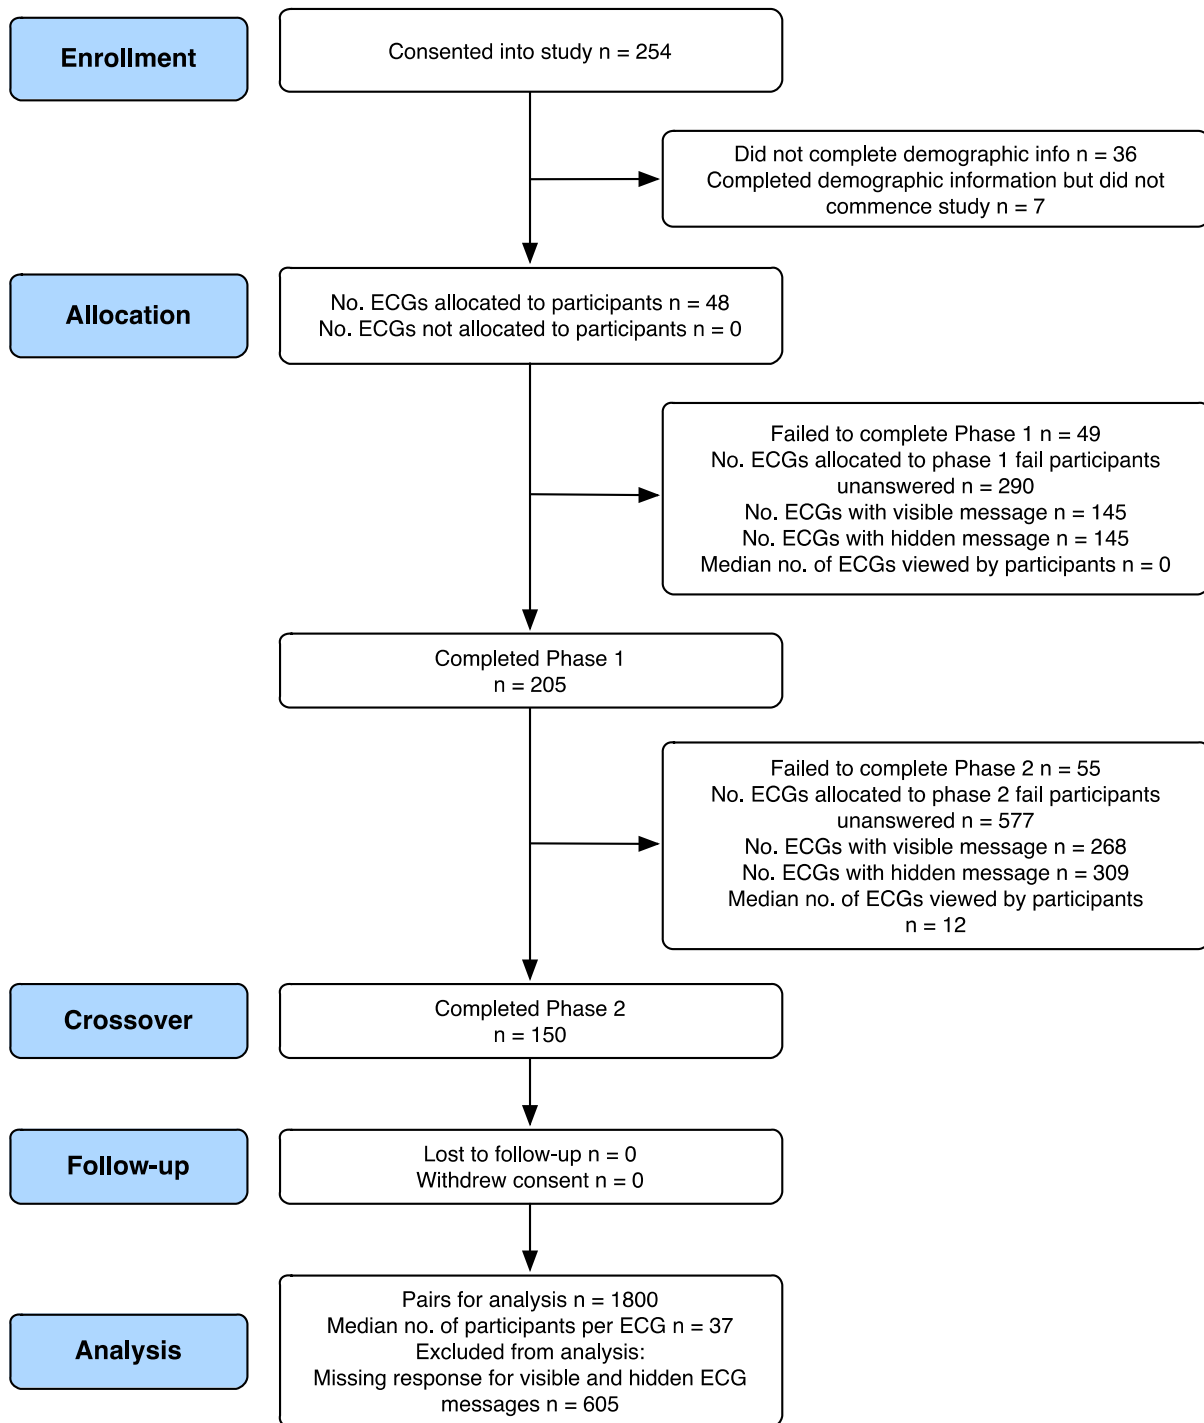 Enrollment
Consented into study n = 254
Did not complete demographic info n = 36
Completed demographic information but did not
commence study n = 7
Allocation
No. ECGs allocated to participants n = 48
No. ECGs not allocated to participants n = 0
Failed to complete Phase 1 n = 49
No. ECGs allocated to phase 1 fail participants
unanswered n = 290
No. ECGs with visible message n = 145
No. ECGs with hidden message n = 145
Median no. of ECGs viewed by participants n = 0
Completed Phase 1
n = 205
Failed to complete Phase 2 n = 55
No. ECGs allocated to phase 2 fail participants
unanswered n = 577
No. ECGs with visible message n = 268
No. ECGs with hidden message n = 309
Median no. of ECGs viewed by participants
n = 12
Crossover
Completed Phase 2
n = 150
Follow-up
Lost to follow-up n = 0
Withdrew consent n = 0
Analysis
Pairs for analysis n = 1800
Median no. of participants per ECG n = 37
Excluded from analysis:
Missing response for visible and hidden ECG
messages n = 605